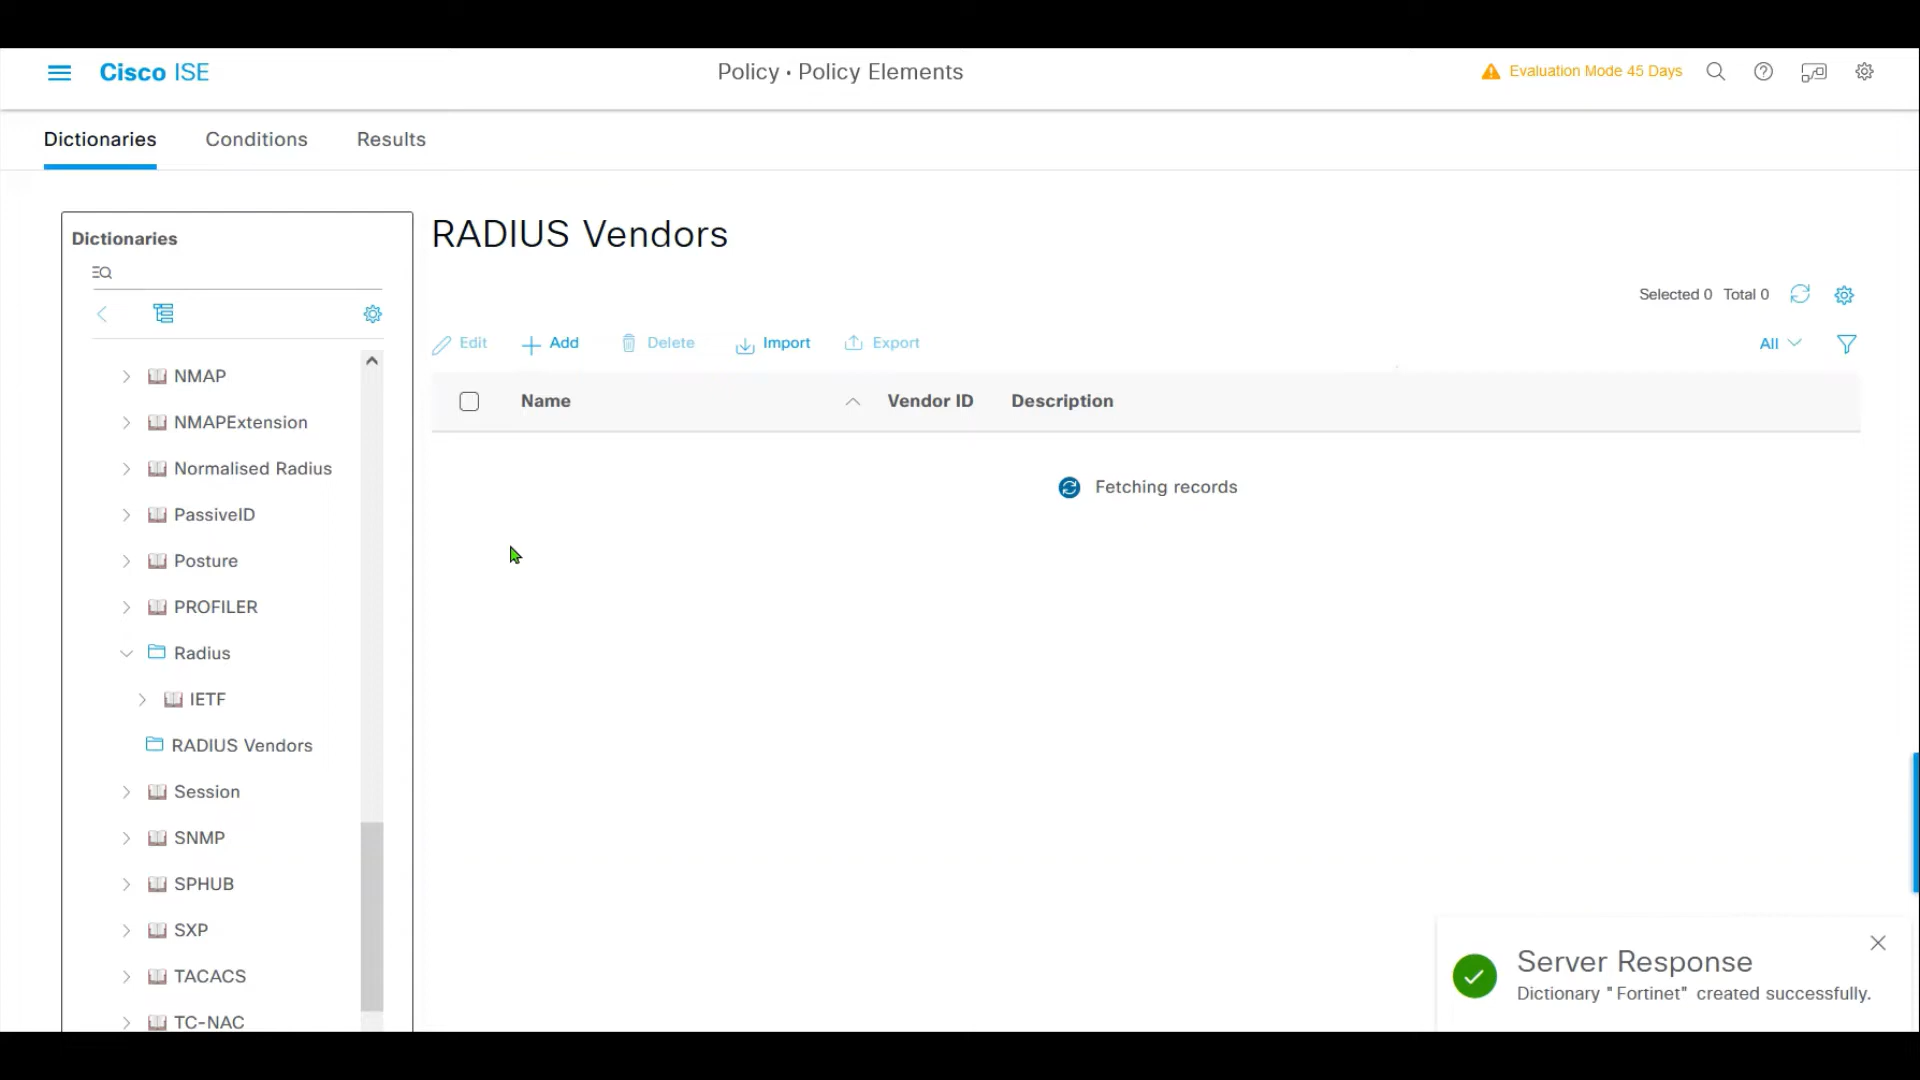 Cisco ISE
Policy · Policy Elements
Evaluation Mode 45 Days
Dictionaries
Conditions
Results
Dictionaries
NMAP
NMAPExtension
Normalised Radius
PassiveID
Posture
PROFILER
Radius
IETF
RADIUS Vendors
Session
SNMP
SPHUB
SXP
TACACS
TC-NAC
RADIUS Vendors
Selected 0 Total 0
Edit
Add
Delete
Import
Export
All
Name
Vendor ID
Description
Fetching records
Server Response
Dictionary "Fortinet" created successfully.